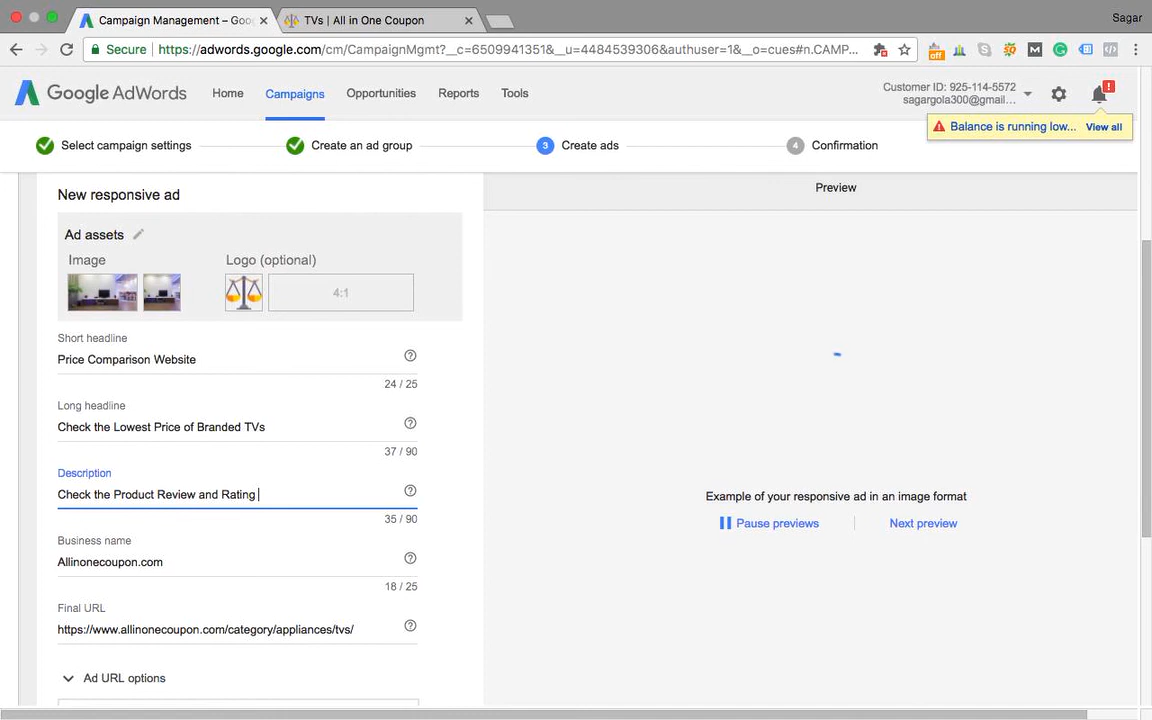 Campaign Management – Goo
TVs | All in One Coupon
Sagar
Secure
https://adwords.google.com/cm/CampaignMgmt?__c=6509941351&__u=4484539306&authuser=1&__o=cues#n.CAMP...
off
M
Google AdWords
Home
Campaigns
Opportunities
Reports
Tools
Customer ID: 925-114-5572
sagargola300@gmail...
!
Balance is running low...
View all
Select campaign settings
Create an ad group
3
Create ads
4
Confirmation
New responsive ad
Preview
Ad assets
Image
Logo (optional)
4:1
Short headline
Price Comparison Website
24 / 25
Long headline
Check the Lowest Price of Branded TVs
37 / 90
Description
Check the Product Review and Rating
35 / 90
Business name
Allinonecoupon.com
18 / 25
Final URL
https://www.allinonecoupon.com/category/appliances/tvs/
Ad URL options
Example of your responsive ad in an image format
Pause previews
Next preview